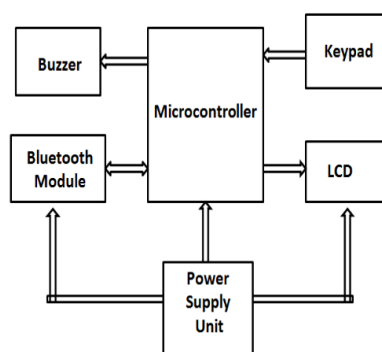 Buzzer
Keypad
Microcontroller
Bluetooth
Module
LCD
Power
Supply
Unit